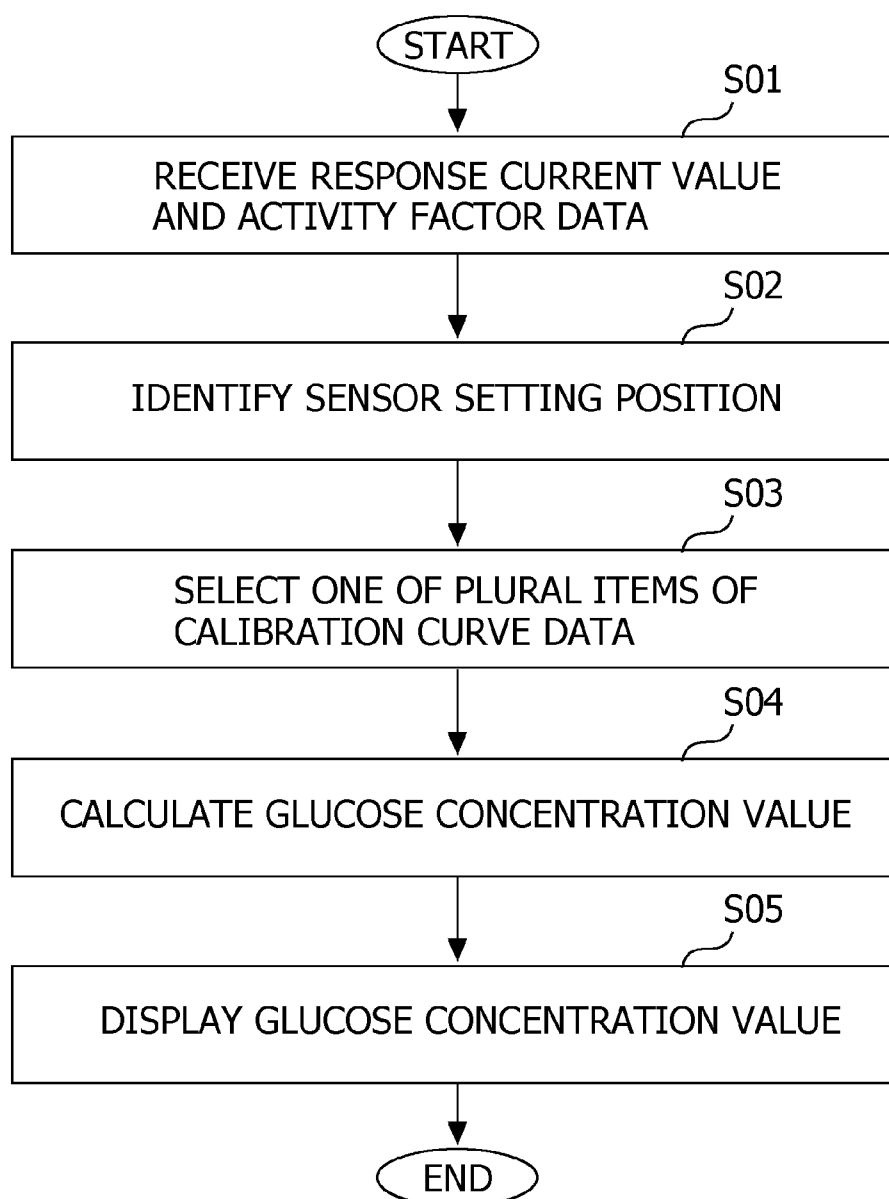 START
S01
RECEIVE RESPONSE CURRENT VALUE
AND ACTIVITY FACTOR DATA
S02
IDENTIFY SENSOR SETTING POSITION
S03
SELECT ONE OF PLURAL ITEMS OF
CALIBRATION CURVE DATA
S04
CALCULATE GLUCOSE CONCENTRATION VALUE
S05
DISPLAY GLUCOSE CONCENTRATION VALUE
END